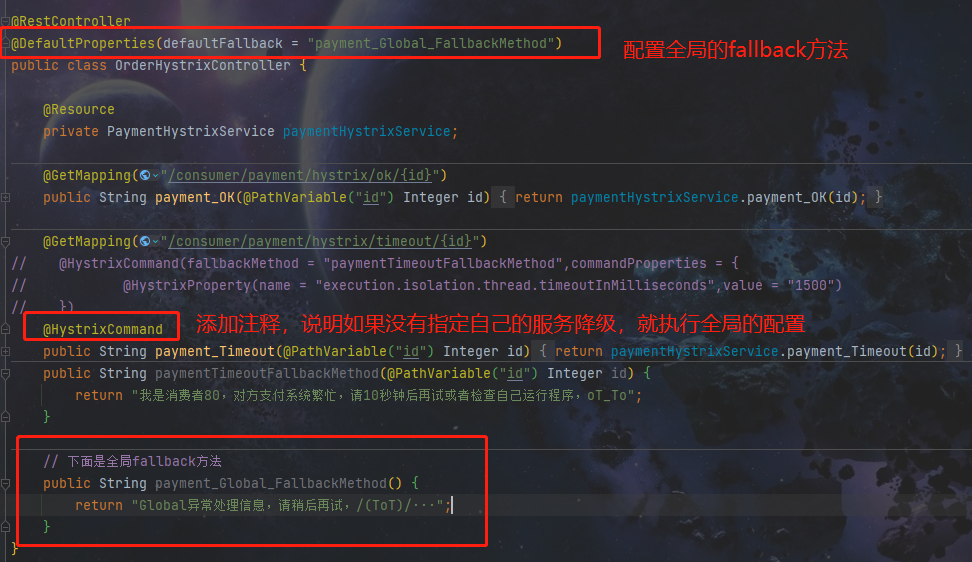 @RestController
@DefaultProperties(defaultFallback = "payment_Global_FallbackMethod")
配置全局的fallback方法
public class OrderHystrixController {
@Resource
private PaymentHystrixService paymentHystrixService;
@GetMapping("/consumer/payment/hystrix/ok/{id}")
public String payment_OK(@PathVariable("id") Integer id) { return paymentHystrixService.payment_OK(id); }
@GetMapping("/consumer/payment/hystrix/timeout/{id}")
// @HystrixCommand(fallbackMethod = "paymentTimeoutFallbackMethod",commandProperties = {
// @HystrixProperty(name = "execution.isolation.thread.timeoutInMilliseconds",value = "1500")
// })
@HystrixCommand
添加注释，说明如果没有指定自己的服务降级，就执行全局的配置
public String payment_Timeout(@PathVariable("id") Integer id) { return paymentHystrixService.payment_Timeout(id); }
public String paymentTimeoutFallbackMethod(@PathVariable("id") Integer id) {
return "我是消费者80，对方支付系统繁忙，请10秒钟后再试或者检查自己运行程序，oT_To";
}
// 下面是全局fallback方法
public String payment_Global_FallbackMethod() {
return "Global异常处理信息，请稍后再试，/(ToT)/···";
}
}